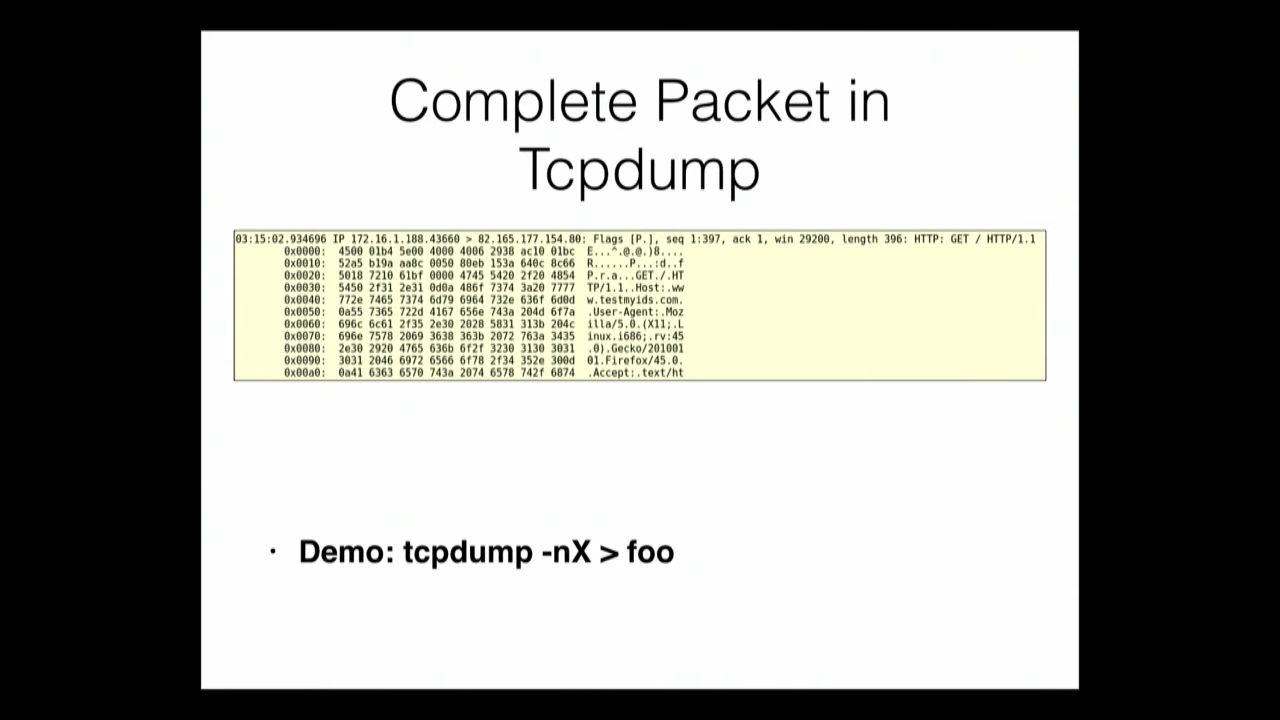 Complete Packet in
Tcpdump
03:15:02.934696 IP 172.16.1.188.43660 > 82.165.177.154.80: Flags [P.], seq 1:397, ack 1, win 29200, length 396: HTTP: GET / HTTP/1.1
0x0000: 4500 01b4 5e00 4000 4006 2938 ac10 01bc E...^.@.@.)8....
0x0010: 52a5 b19a aa8c 0050 80eb 153a 640c 8c66 R......P...:d..f
0x0020: 5018 7210 61bf 0000 4745 5420 2f20 4854 P.r.a...GET./.HT
0x0030: 5450 2f31 2e31 0d0a 486f 7374 3a20 7777 TP/1.1..Host:.ww
0x0040: 772e 7465 7374 6d79 6964 732e 636f 6d0d w.testmyids.com.
0x0050: 0a55 7365 722d 4167 656e 743a 204d 6f7a .User-Agent:.Moz
0x0060: 696c 6c61 2f35 2e30 2028 5831 313b 204c illa/5.0.(X11;.L
0x0070: 696e 7578 2069 3638 363b 2072 763a 3435 inux.i686;.rv:45
0x0080: 2e30 2920 4765 636b 6f2f 3230 3130 3031 .0).Gecko/201001
0x0090: 3031 2046 6972 6566 6f78 2f34 352e 300d 01.Firefox/45.0.
0x00a0: 0a41 6363 6570 743a 2074 6578 742f 6874 .Accept:.text/ht
• Demo: tcpdump -nX > foo